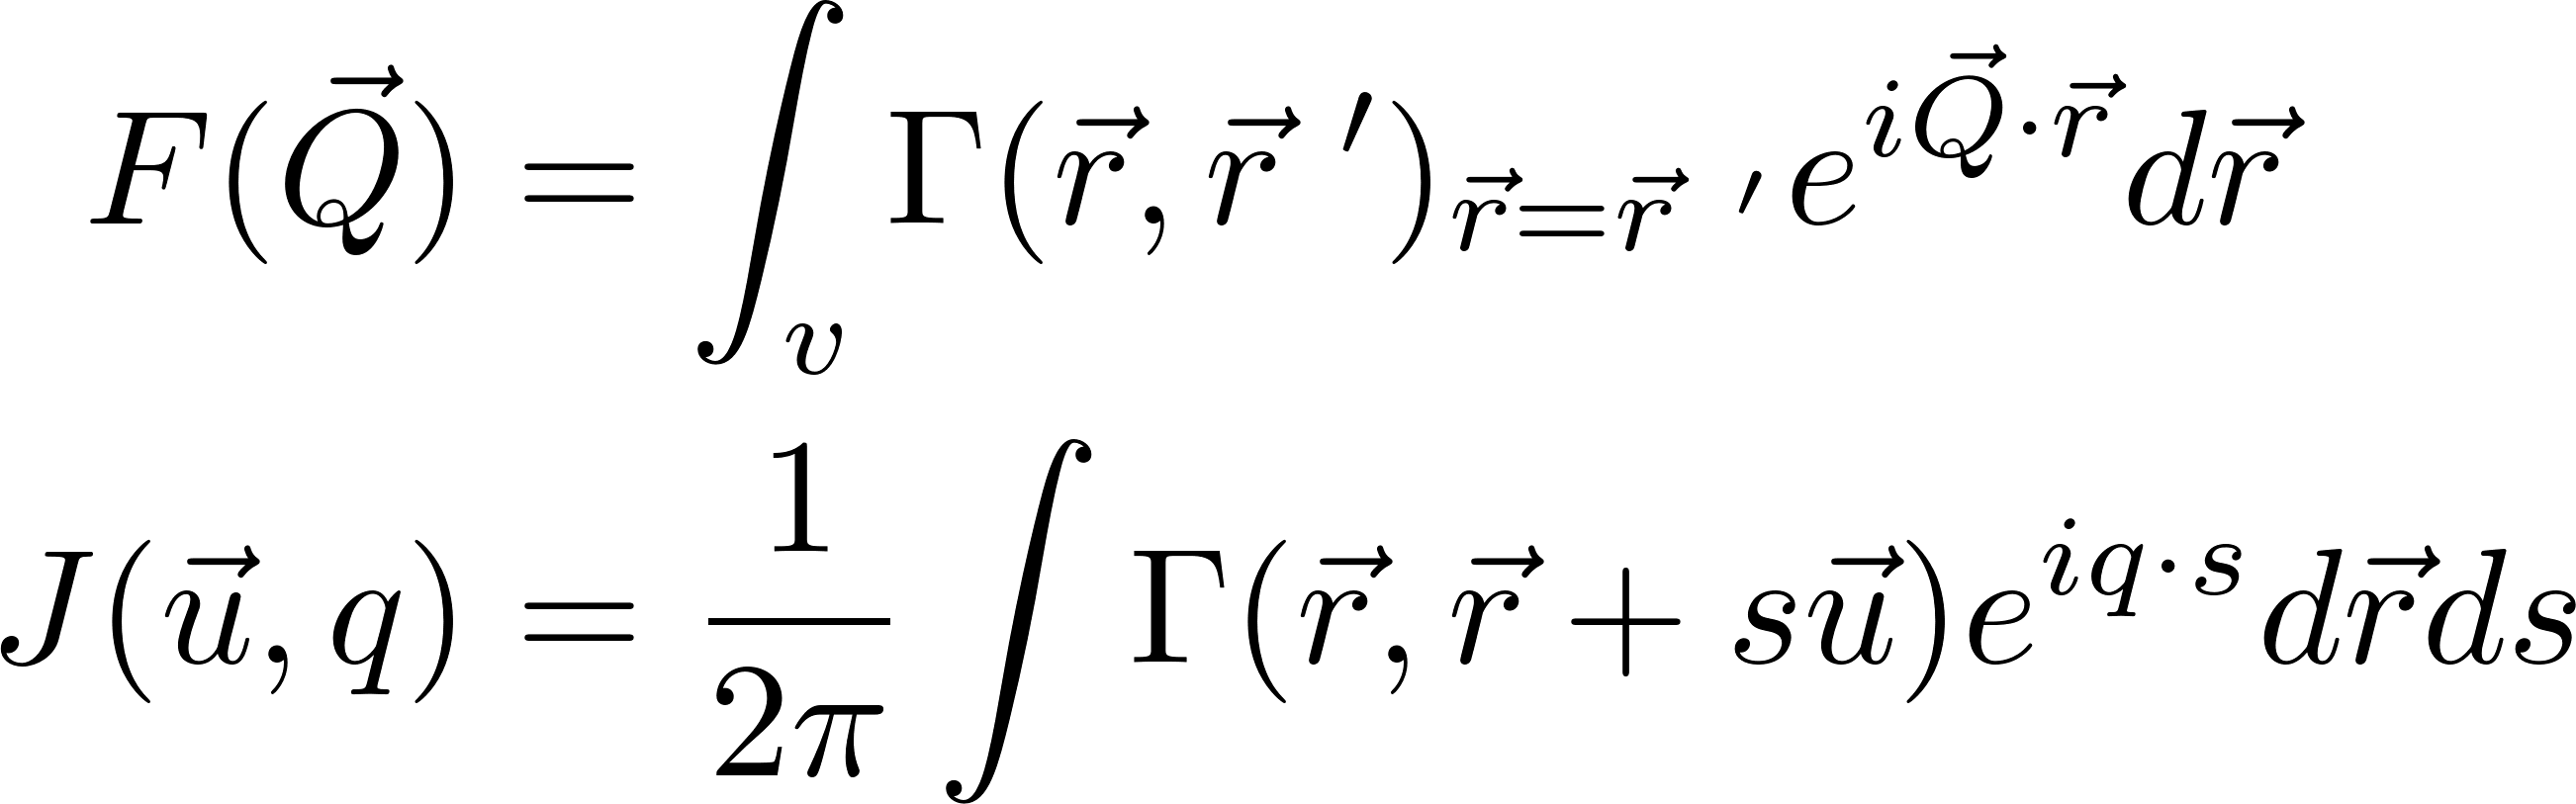 F(\vec{Q}) = \int_{v} \Gamma(\vec{r}, \vec{r}\,')_{\vec{r}=\vec{r}\,'} e^{i\vec{Q}\cdot\vec{r}} d\vec{r}
J(\vec{u}, q) = \frac{1}{2\pi} \int \Gamma(\vec{r}, \vec{r} + s\vec{u}) e^{iq\cdot s} d\vec{r} ds